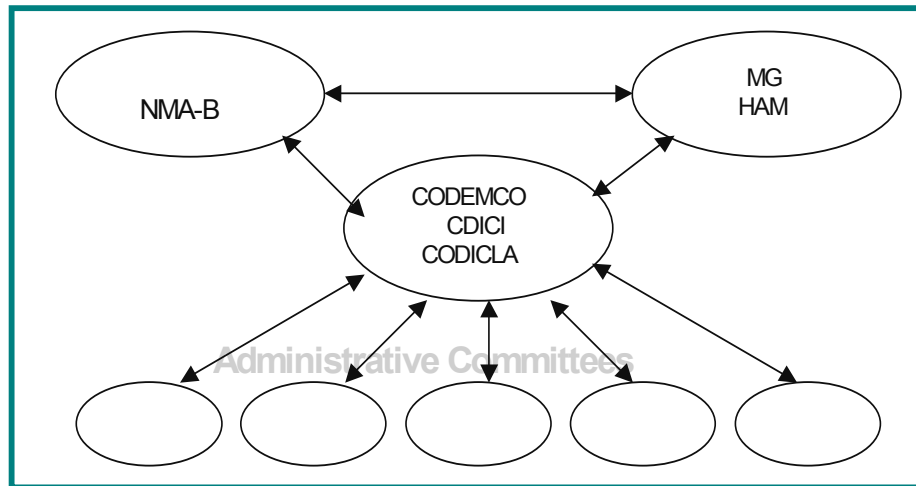 NMA-B
MG
HAM
CODEMCO
CDICI
CODICLA
Administrative Committees